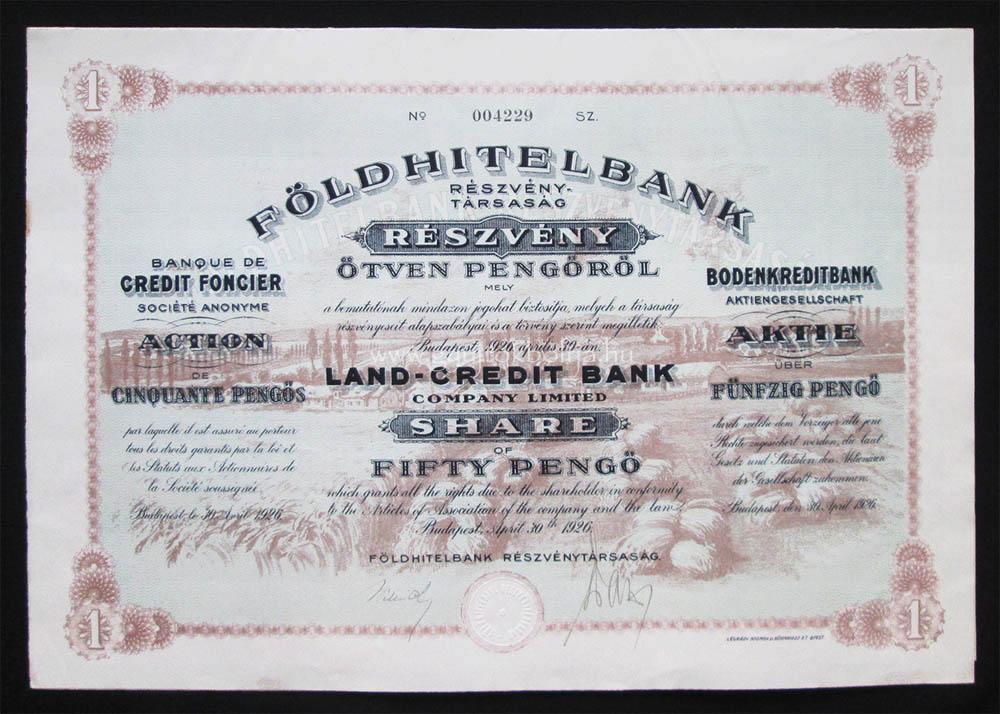 1
1
Nº 004229 SZ.
FÖLDHITELBANK
RÉSZVÉNY-
TÁRSASÁG
RÉSZVÉNY
ÖTVEN PENGŐRŐL
MELY
a bemutatónak mindazon jogokat biztosítja, melyek a társaság
részvényeseit alapszabályai és a törvény szerint megilletik.
Budapest, 1926 április 30-án.
BANQUE DE
CREDIT FONCIER
SOCIÉTÉ ANONYME
ACTION
DE
CINQUANTE PENGŐS
par laquelle il est assuré au porteur
tous les droits garantis par la loi et
les Statuts aux Actionnaires de
la Société soussignée.
Budapest, le 30. April 1926.
LAND-CREDIT BANK
COMPANY LIMITED
SHARE
OF
FIFTY PENGŐ
which grants all the rights due to the shareholder in conformity
to the Articles of Association of the company and the law.
Budapest, April 30th 1926.
BODENKREDITBANK
AKTIENGESELLSCHAFT
AKTIE
ÜBER
FÜNFZIG PENGŐ
durch welche dem Vorzeiger alle jene
Rechte zugesichert werden, die laut
Gesetz und Statuten den Aktionären
der Gesellschaft zukommen.
Budapest, den 30. April 1926.
FÖLDHITELBANK RÉSZVÉNYTÁRSASÁG.
1
1